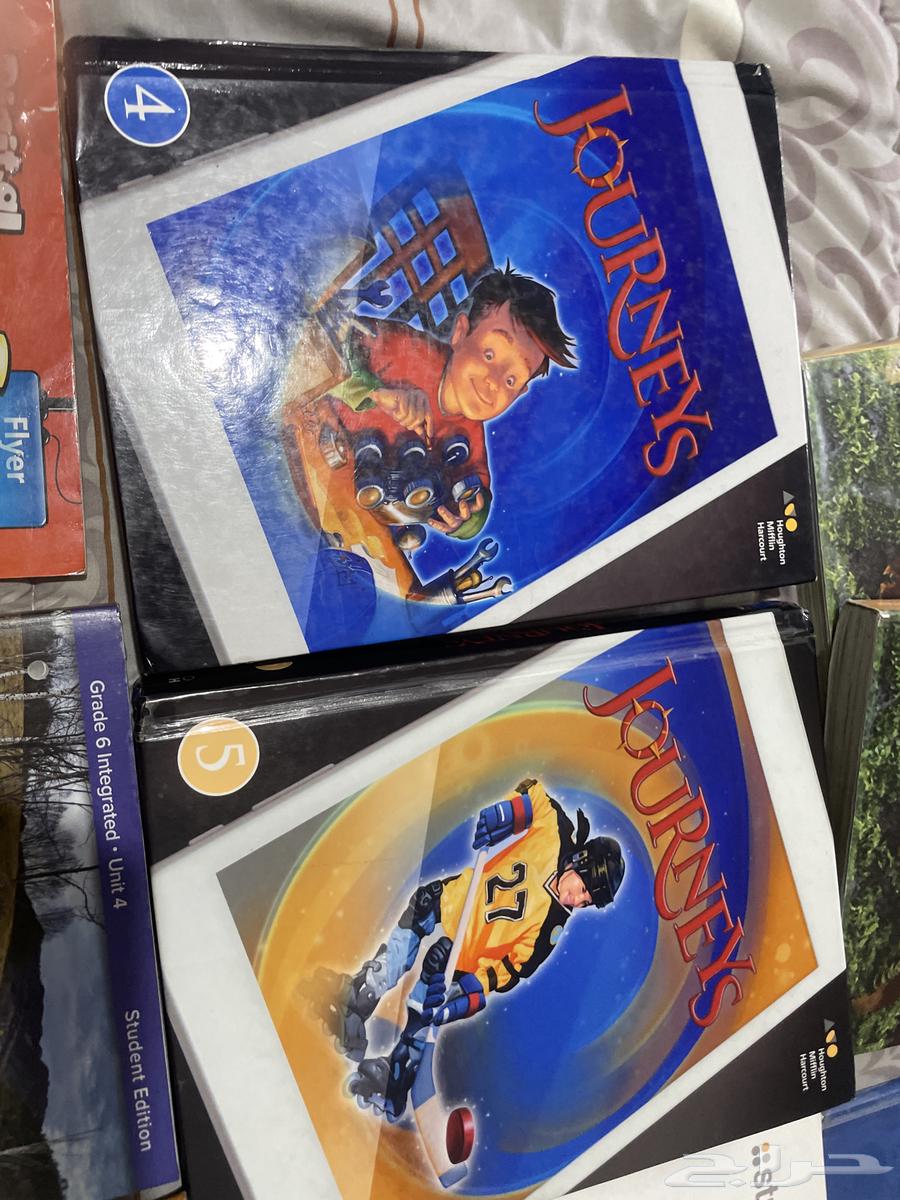 JOURNEYS
4
Houghton
Mifflin
Harcourt
JOURNEYS
5
27
Houghton
Mifflin
Harcourt
Flyer
Grade 6 Integrated • Unit 4
Student Edition
حراج